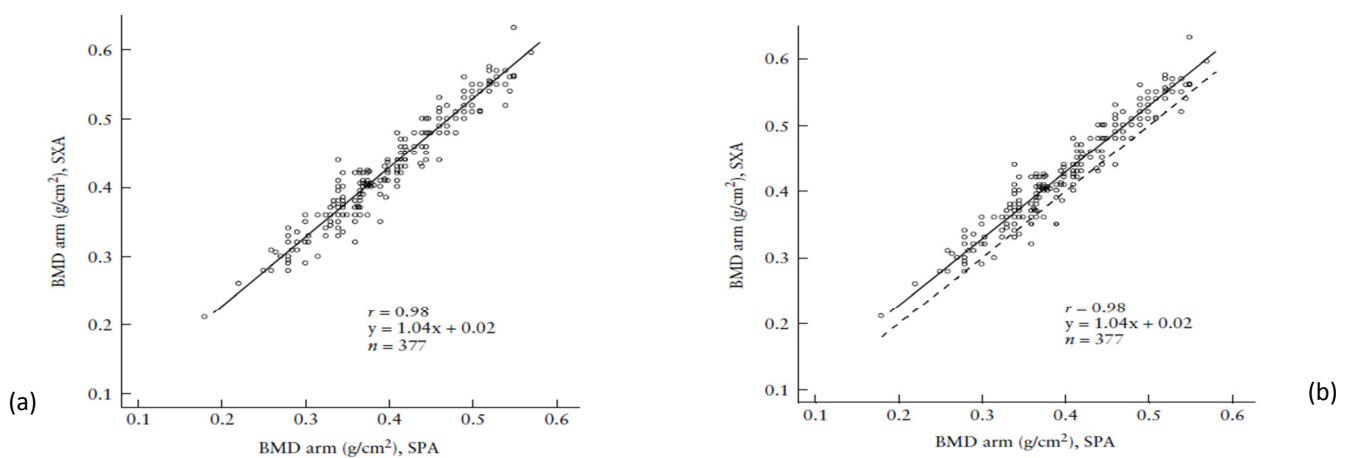 (a)
BMD arm (g/cm²), SXA
0.6
0.5
0.4
0.3
0.2
0.1
r = 0.98
y = 1.04x + 0.02
n = 377
0.1 0.2 0.3 0.4 0.5 0.6
BMD arm (g/cm²), SPA
(b)
BMD arm (g/cm²), SXA
0.6
0.5
0.4
0.3
0.2
0.1
r = 0.98
y = 1.04x + 0.02
n = 377
0.1 0.2 0.3 0.4 0.5 0.6
BMD arm (g/cm²), SPA